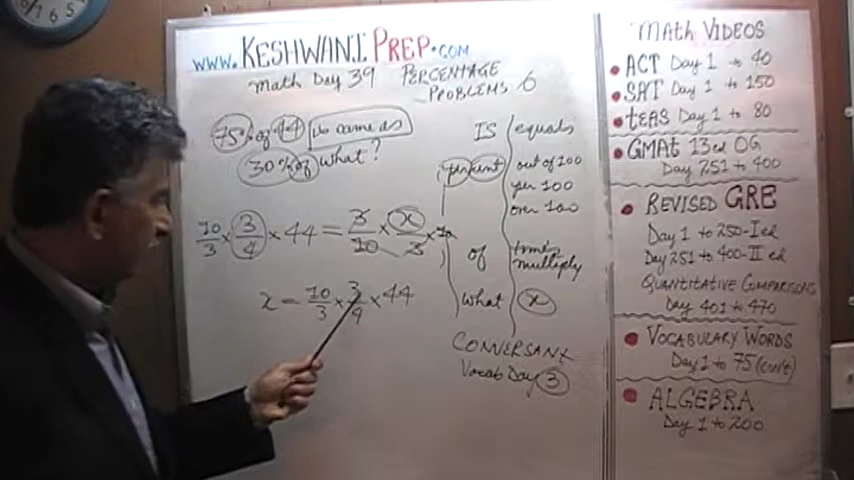 www.KESHWANIPREP.com
Math Day 39 PERCENTAGE PROBLEMS 6
75% of 44 is same as
30% of what?
10/3 × 3/4 × 44 = 3/10 × x × 10/3
x = 10/3 × 3/4 × 44
IS equals
percent out of 100
per 100
over 100
of times
multiply
what x
CONVERSANT
Vocab Day 3
MATH VIDEOS
ACT Day 1 → 40
SAT Day 1 to 150
TEAS Day 1 to 80
GMAT 13ed OG
Day 251 to 400
REVISED GRE
Day 1 to 250-I ed
Day 251 to 400-II ed
QUANTITATIVE COMPARISONS
Day 401 to 470
VOCABULARY WORDS
Day 1 to 75 (cont)
ALGEBRA
Day 1 to 200